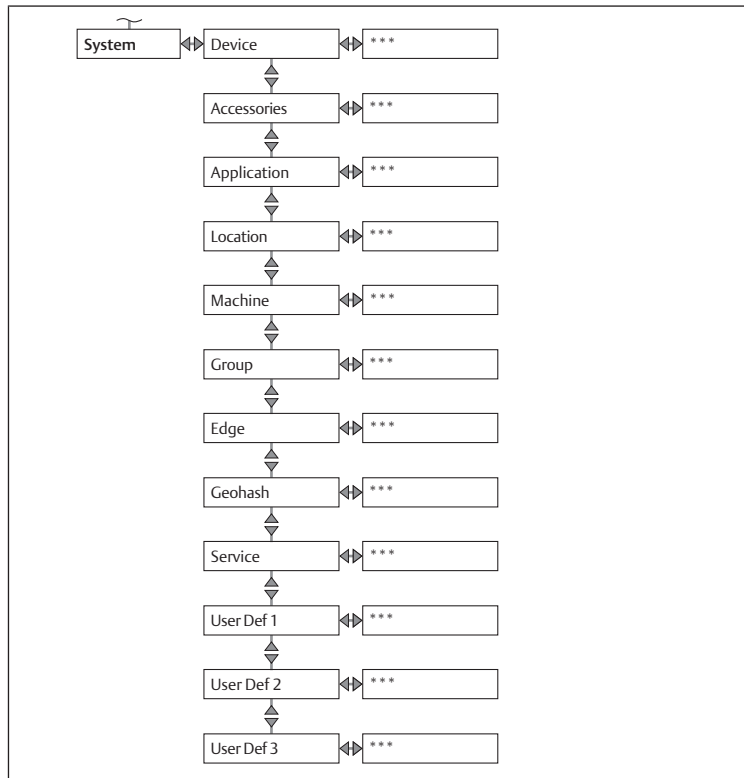 System Device ***
Accessories ***
Application ***
Location ***
Machine ***
Group ***
Edge ***
Geohash ***
Service ***
User Def 1 ***
User Def 2 ***
User Def 3 ***